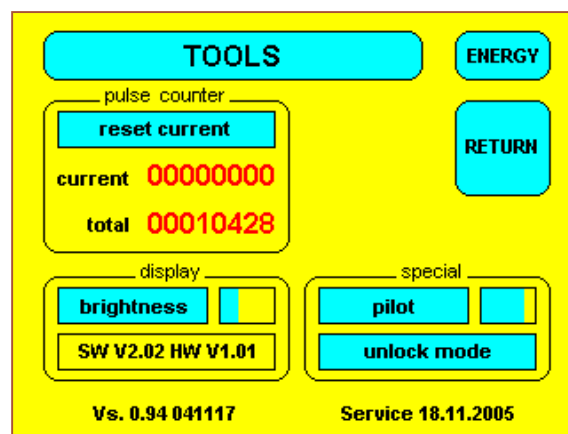 TOOLS
ENERGY
pulse counter
reset current
RETURN
current 00000000
total 00010428
display
special
brightness
pilot
SW V2.02 HW V1.01
unlock mode
Vs. 0.94 041117
Service 18.11.2005